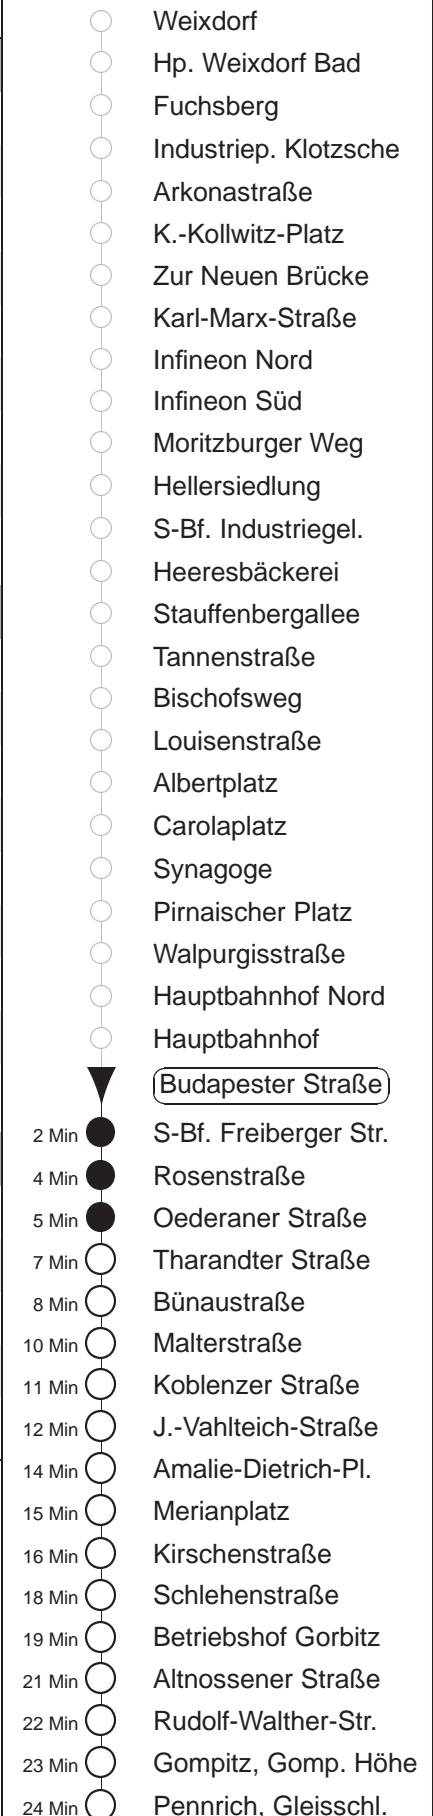 Weixdorf
Hp. Weixdorf Bad
Fuchsberg
Industriep. Klotzsche
Arkonastraße
K.-Kollwitz-Platz
Zur Neuen Brücke
Karl-Marx-Straße
Infineon Nord
Infineon Süd
Moritzburger Weg
Hellersiedlung
S-Bf. Industriegel.
Heeresbäckerei
Stauffenbergallee
Tannenstraße
Bischofsweg
Louisenstraße
Albertplatz
Carolaplatz
Synagoge
Pirnaischer Platz
Walpurgisstraße
Hauptbahnhof Nord
Hauptbahnhof
Budapester Straße
2 Min S-Bf. Freiberger Str.
4 Min Rosenstraße
5 Min Oederaner Straße
7 Min Tharandter Straße
8 Min Bünaustraße
10 Min Malterstraße
11 Min Koblenzer Straße
12 Min J.-Vahlteich-Straße
14 Min Amalie-Dietrich-Pl.
15 Min Merianplatz
16 Min Kirschenstraße
18 Min Schlehenstraße
19 Min Betriebshof Gorbitz
21 Min Altnossener Straße
22 Min Rudolf-Walther-Str.
23 Min Gompitz, Gomp. Höhe
24 Min Pennrich, Gleisschl.